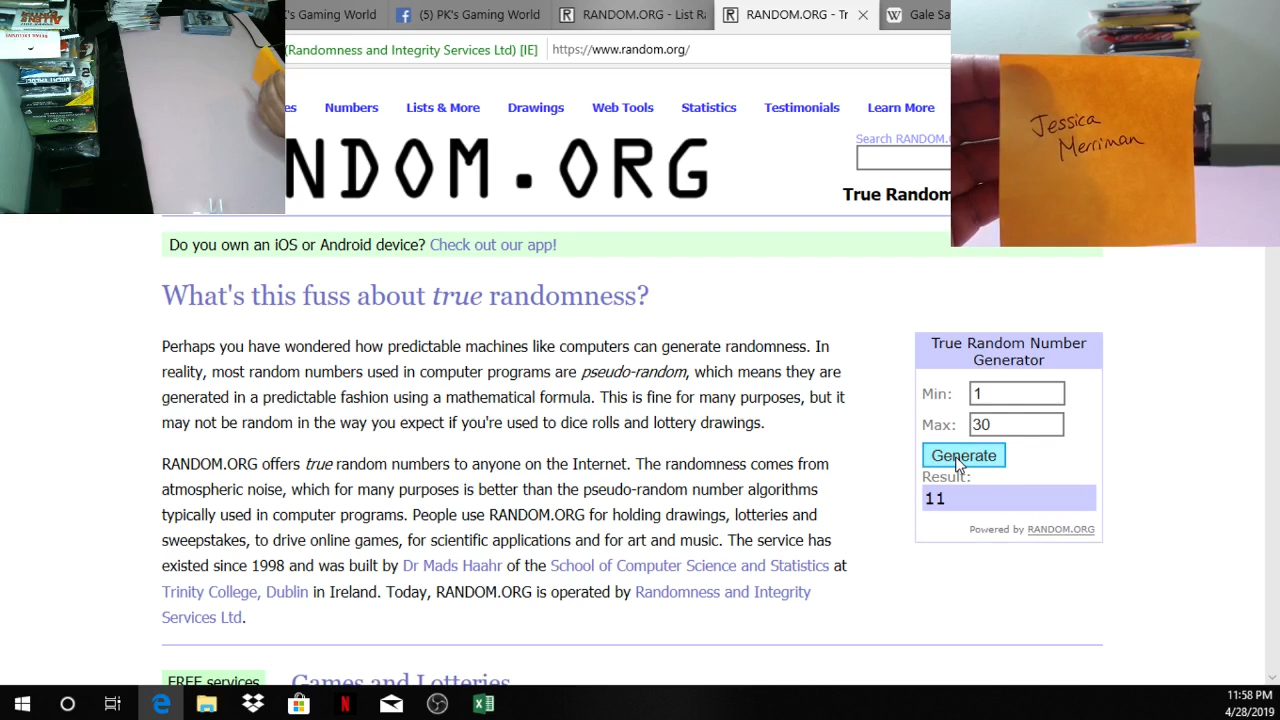 's Gaming World
(5) PK's Gaming World
RANDOM.ORG - List Ra
RANDOM.ORG - Tr
Gale Sa
(Randomness and Integrity Services Ltd) [IE]
https://www.random.org/
es Numbers Lists & More Drawings Web Tools Statistics Testimonials Learn More
NDOM.ORG
Search RANDOM.O
True Random
Jessica
Merriman
Do you own an iOS or Android device? Check out our app!
What's this fuss about true randomness?
Perhaps you have wondered how predictable machines like computers can generate randomness. In
reality, most random numbers used in computer programs are pseudo-random, which means they are
generated in a predictable fashion using a mathematical formula. This is fine for many purposes, but it
may not be random in the way you expect if you're used to dice rolls and lottery drawings.
RANDOM.ORG offers true random numbers to anyone on the Internet. The randomness comes from
atmospheric noise, which for many purposes is better than the pseudo-random number algorithms
typically used in computer programs. People use RANDOM.ORG for holding drawings, lotteries and
sweepstakes, to drive online games, for scientific applications and for art and music. The service has
existed since 1998 and was built by Dr Mads Haahr of the School of Computer Science and Statistics at
Trinity College, Dublin in Ireland. Today, RANDOM.ORG is operated by Randomness and Integrity
Services Ltd.
True Random Number
Generator
Min: 1
Max: 30
Generate
Result:
11
Powered by RANDOM.ORG
FREE services
Games and Lotteries
11:58 PM
4/28/2019